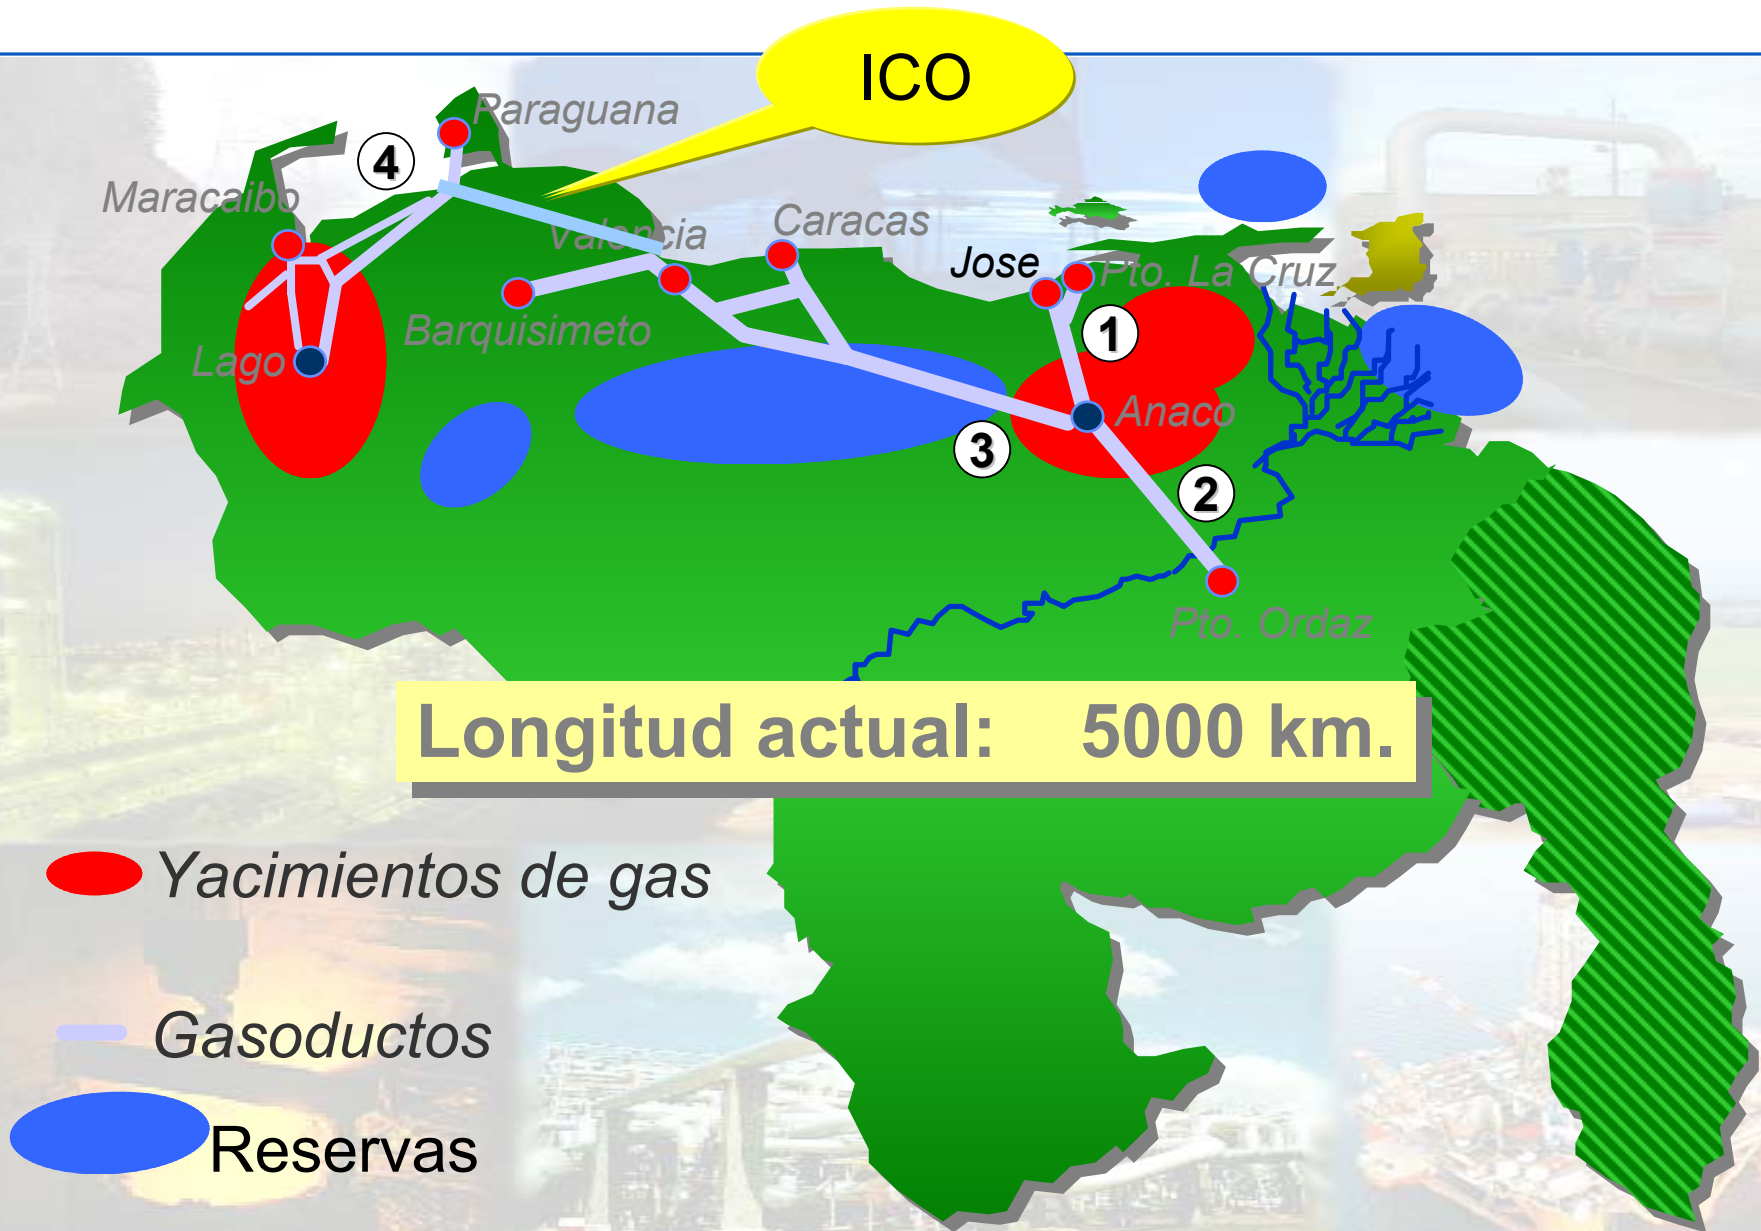 ICO
Paraguana
4
Maracaibo
Valencia
Caracas
Jose
Pto. La Cruz
Barquisimeto
1
Lago
Anaco
3
2
Pto. Ordaz
Longitud actual: 5000 km.
Yacimientos de gas
Gasoductos
Reservas